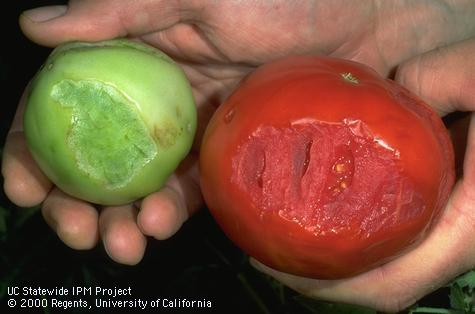 UC Statewide IPM Project
© 2000 Regents, University of California